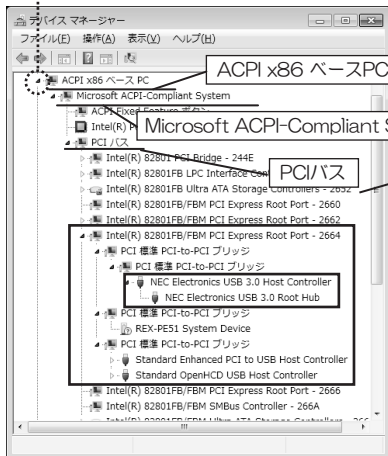 デバイス マネージャー
ファイル(F) 操作(A) 表示(V) ヘルプ(H)
ACPI x86 ベース PC
ACPI x86 ベースPC
Microsoft ACPI-Compliant System
ACPI Fixed Feature ボタン
Intel(R)
Microsoft ACPI-Compliant
PCI バス
Intel(R) 82801 PCI Bridge - 244E
Intel(R) 82801FB LPC Interface
PCIバス
Intel(R) 82801FB Ultra ATA Storage Controllers - 2652
Intel(R) 82801FB/FBM PCI Express Root Port - 2660
Intel(R) 82801FB/FBM PCI Express Root Port - 2662
Intel(R) 82801FB/FBM PCI Express Root Port - 2664
PCI 標準 PCI-to-PCI ブリッジ
PCI 標準 PCI-to-PCI ブリッジ
NEC Electronics USB 3.0 Host Controller
NEC Electronics USB 3.0 Root Hub
PCI 標準 PCI-to-PCI ブリッジ
REX-PE51 System Device
PCI 標準 PCI-to-PCI ブリッジ
Standard Enhanced PCI to USB Host Controller
Standard OpenHCD USB Host Controller
Intel(R) 82801FB/FBM PCI Express Root Port - 2666
Intel(R) 82801FB/FBM SMBus Controller - 266A